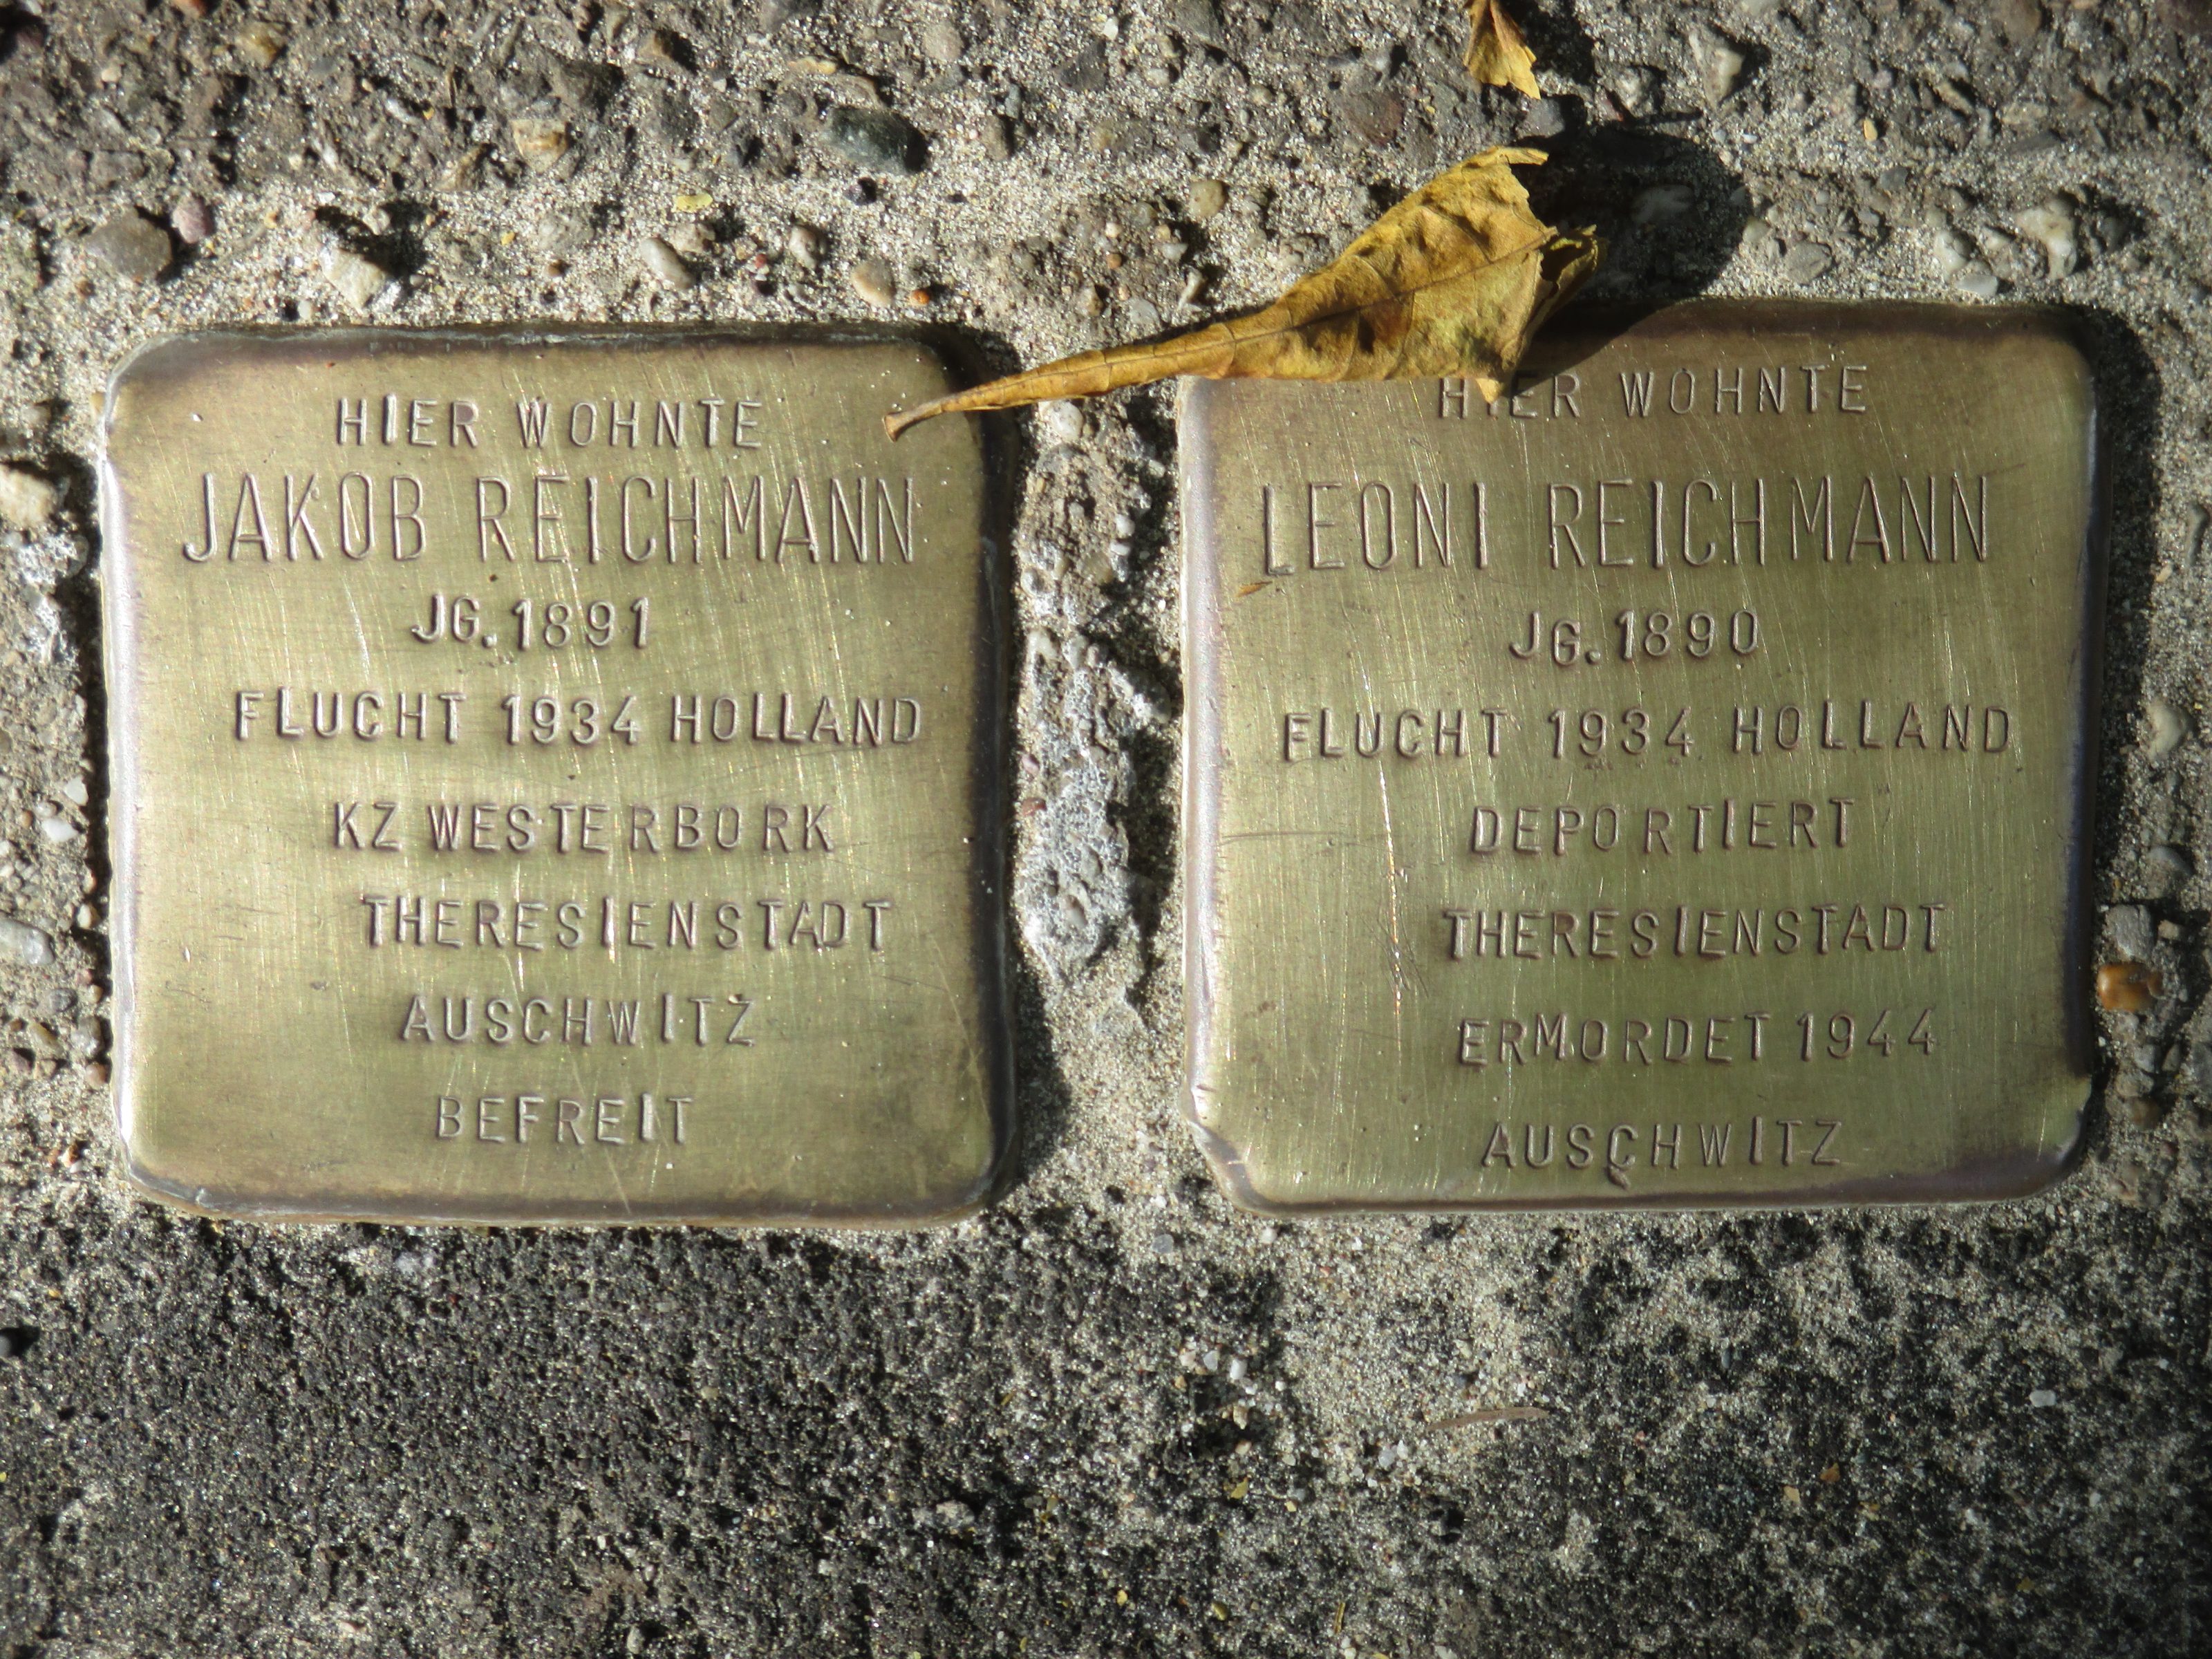 HIER WOHNTE
JAKOB REICHMANN
JG. 1891
FLUCHT 1934 HOLLAND
KZ WESTERBORK
THERESIENSTADT
AUSCHWITZ
BEFREIT
HIER WOHNTE
LEONI REICHMANN
JG. 1890
FLUCHT 1934 HOLLAND
DEPORTIERT
THERESIENSTADT
ERMORDET 1944
AUSCHWITZ